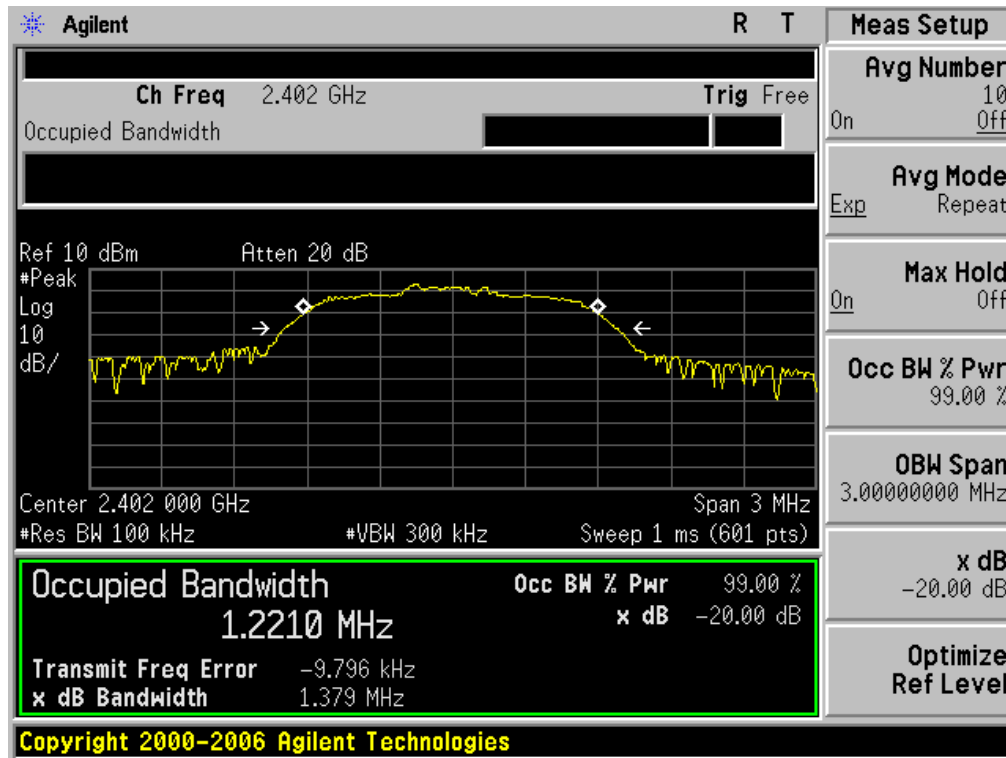 Agilent R T
Ch Freq 2.402 GHz Trig Free
Occupied Bandwidth
Ref 10 dBm Atten 20 dB
#Peak
Log
10
dB/
Center 2.402 000 GHz Span 3 MHz
#Res BW 100 kHz #VBW 300 kHz Sweep 1 ms (601 pts)
Occupied Bandwidth
1.2210 MHz
Occ BW % Pwr 99.00 %
x dB -20.00 dB
Transmit Freq Error -9.796 kHz
x dB Bandwidth 1.379 MHz
Copyright 2000-2006 Agilent Technologies
Meas Setup
Avg Number
10
On Off
Avg Mode
Exp Repeat
Max Hold
On Off
Occ BW % Pwr
99.00 %
OBW Span
3.00000000 MHz
x dB
-20.00 dB
Optimize
Ref Level